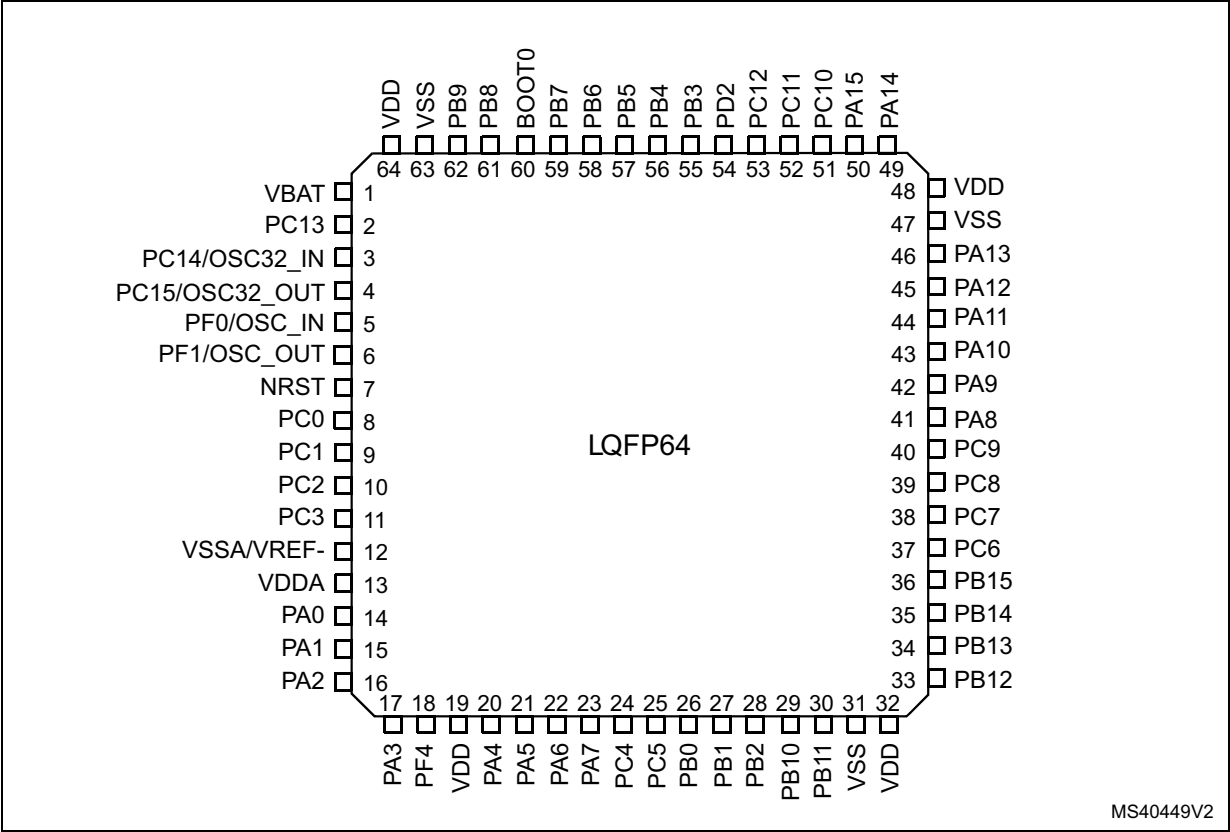 VDD VSS PB9 PB8 BOOT0 PB7 PB6 PB5 PB4 PB3 PD2 PC12 PC11 PC10 PA15 PA14
64 63 62 61 60 59 58 57 56 55 54 53 52 51 50 49
VBAT 1 48 VDD
PC13 2 47 VSS
PC14/OSC32_IN 3 46 PA13
PC15/OSC32_OUT 4 45 PA12
PF0/OSC_IN 5 44 PA11
PF1/OSC_OUT 6 43 PA10
NRST 7 42 PA9
PC0 8 41 PA8
PC1 9 LQFP64 40 PC9
PC2 10 39 PC8
PC3 11 38 PC7
VSSA/VREF- 12 37 PC6
VDDA 13 36 PB15
PA0 14 35 PB14
PA1 15 34 PB13
PA2 16 33 PB12
17 18 19 20 21 22 23 24 25 26 27 28 29 30 31 32
PA3 PF4 VDD PA4 PA5 PA6 PA7 PC4 PC5 PB0 PB1 PB2 PB10 PB11 VSS VDD
MS40449V2